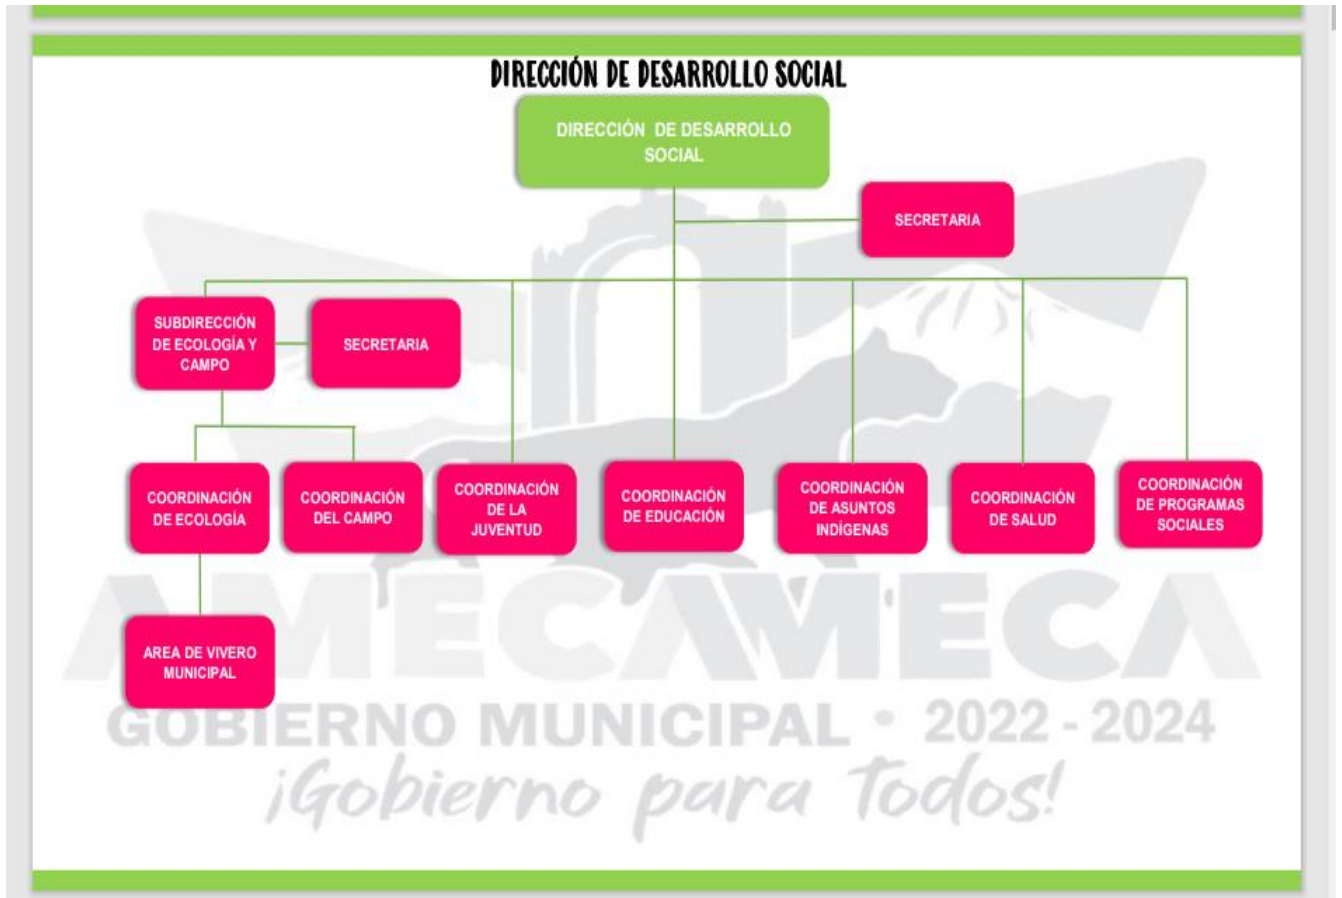 DIRECCIÓN DE DESARROLLO SOCIAL
DIRECCIÓN DE DESARROLLO
SOCIAL
SECRETARIA
SUBDIRECCIÓN
DE ECOLOGÍA Y
CAMPO
SECRETARIA
COORDINACIÓN
DE ECOLOGÍA
COORDINACIÓN
DEL CAMPO
COORDINACIÓN
DE LA
JUVENTUD
COORDINACIÓN
DE EDUCACIÓN
COORDINACIÓN
DE ASUNTOS
INDÍGENAS
COORDINACIÓN
DE SALUD
COORDINACIÓN
DE PROGRAMAS
SOCIALES
AREA DE VIVERO
MUNICIPAL
AMECAMECA
GOBIERNO MUNICIPAL • 2022 - 2024
¡Gobierno para Todos!